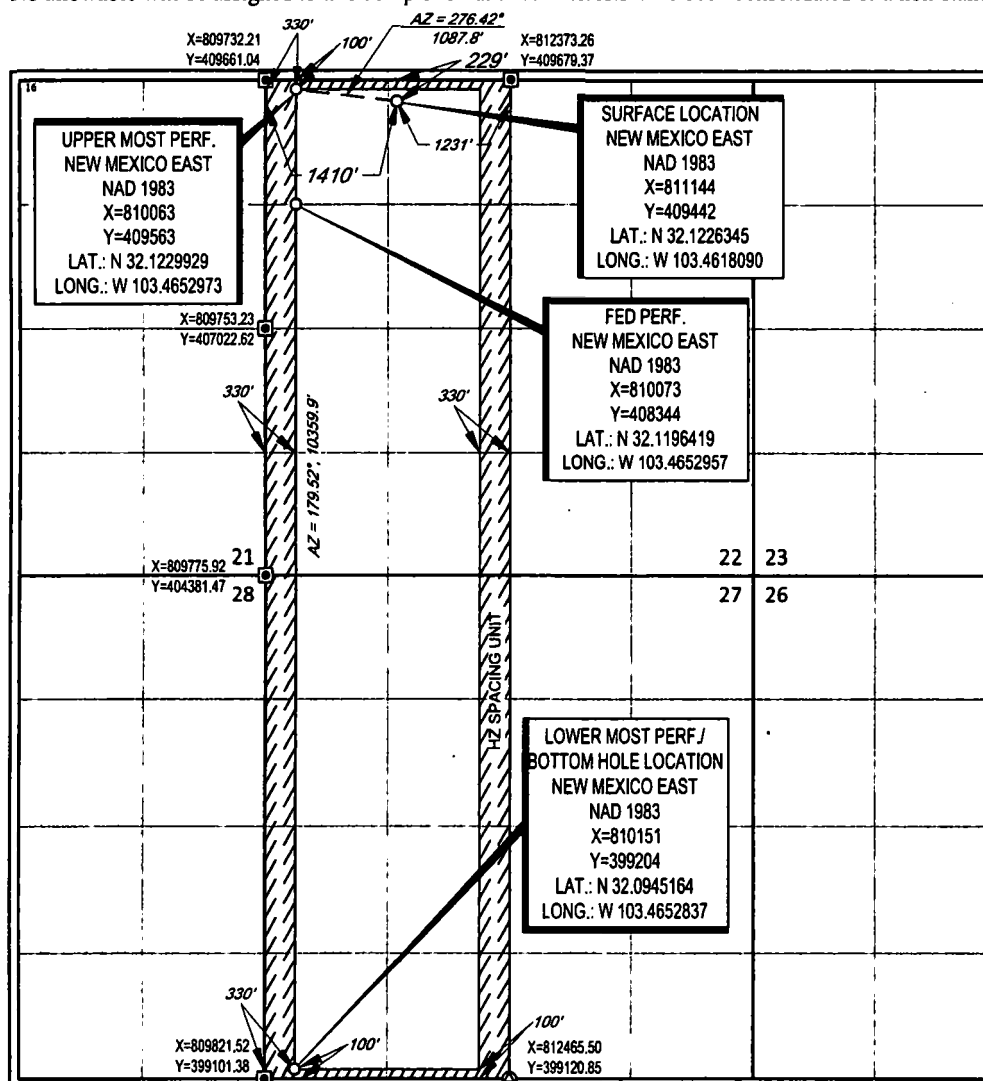 330'
AZ = 276.42°
1087.8'
100'
229'
X=809732.21
Y=409661.04
X=812373.26
Y=409679.37
16
UPPER MOST PERF.
NEW MEXICO EAST
NAD 1983
X=810063
Y=409563
LAT.: N 32.1229929
LONG.: W 103.4652973
1410'
1231'
SURFACE LOCATION
NEW MEXICO EAST
NAD 1983
X=811144
Y=409442
LAT.: N 32.1226345
LONG.: W 103.4618090
X=809753.23
Y=407022.62
FED PERF.
NEW MEXICO EAST
NAD 1983
X=810073
Y=408344
LAT.: N 32.1196419
LONG.: W 103.4652957
330'
330'
AZ = 179.52°, 10359.9'
X=809775.92
Y=404381.47
21
28
22 23
27 26
HZ SPACING UNIT
LOWER MOST PERF./
BOTTOM HOLE LOCATION
NEW MEXICO EAST
NAD 1983
X=810151
Y=399204
LAT.: N 32.0945164
LONG.: W 103.4652837
330'
100'
100'
X=809821.52
Y=399101.38
X=812465.50
Y=399120.85